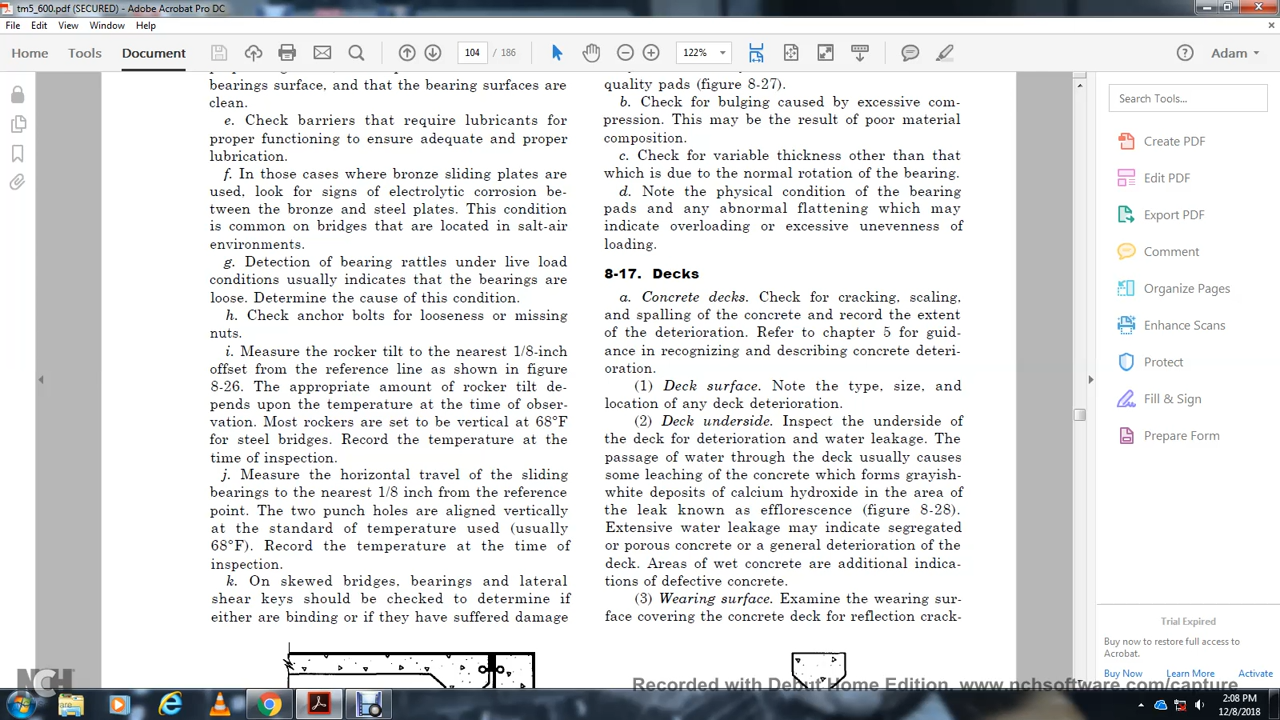 tm5_600.pdf (SECURED) - Adobe Acrobat Pro DC
File Edit View Window Help
Home Tools Document 104 / 186 122% Adam
bearings surface, and that the bearing surfaces are
clean.
e. Check barriers that require lubricants for
proper functioning to ensure adequate and proper
lubrication.
f. In those cases where bronze sliding plates are
used, look for signs of electrolytic corrosion be-
tween the bronze and steel plates. This condition
is common on bridges that are located in salt-air
environments.
g. Detection of bearing rattles under live load
conditions usually indicates that the bearings are
loose. Determine the cause of this condition.
h. Check anchor bolts for looseness or missing
nuts.
i. Measure the rocker tilt to the nearest 1/8-inch
offset from the reference line as shown in figure
8-26. The appropriate amount of rocker tilt de-
pends upon the temperature at the time of obser-
vation. Most rockers are set to be vertical at 68°F
for steel bridges. Record the temperature at the
time of inspection.
j. Measure the horizontal travel of the sliding
bearings to the nearest 1/8 inch from the reference
point. The two punch holes are aligned vertically
at the standard of temperature used (usually
68°F). Record the temperature at the time of
inspection.
k. On skewed bridges, bearings and lateral
shear keys should be checked to determine if
either are binding or if they have suffered damage
quality pads (figure 8-27).
b. Check for bulging caused by excessive com-
pression. This may be the result of poor material
composition.
c. Check for variable thickness other than that
which is due to the normal rotation of the bearing.
d. Note the physical condition of the bearing
pads and any abnormal flattening which may
indicate overloading or excessive unevenness of
loading.
8-17. Decks
a. Concrete decks. Check for cracking, scaling,
and spalling of the concrete and record the extent
of the deterioration. Refer to chapter 5 for guid-
ance in recognizing and describing concrete deteri-
oration.
(1) Deck surface. Note the type, size, and
location of any deck deterioration.
(2) Deck underside. Inspect the underside of
the deck for deterioration and water leakage. The
passage of water through the deck usually causes
some leaching of the concrete which forms grayish-
white deposits of calcium hydroxide in the area of
the leak known as efflorescence (figure 8-28).
Extensive water leakage may indicate segregated
or porous concrete or a general deterioration of the
deck. Areas of wet concrete are additional indica-
tions of defective concrete.
(3) Wearing surface. Examine the wearing sur-
face covering the concrete deck for reflection crack-
Search Tools...
Create PDF
Edit PDF
Export PDF
Comment
Organize Pages
Enhance Scans
Protect
Fill & Sign
Prepare Form
Trial Expired
Buy now to restore full access to
Acrobat.
Buy Now Learn More Activate
NCH
Recorded with Debut Home Edition. www.nchsoftware.com/capture
2:08 PM
12/8/2018